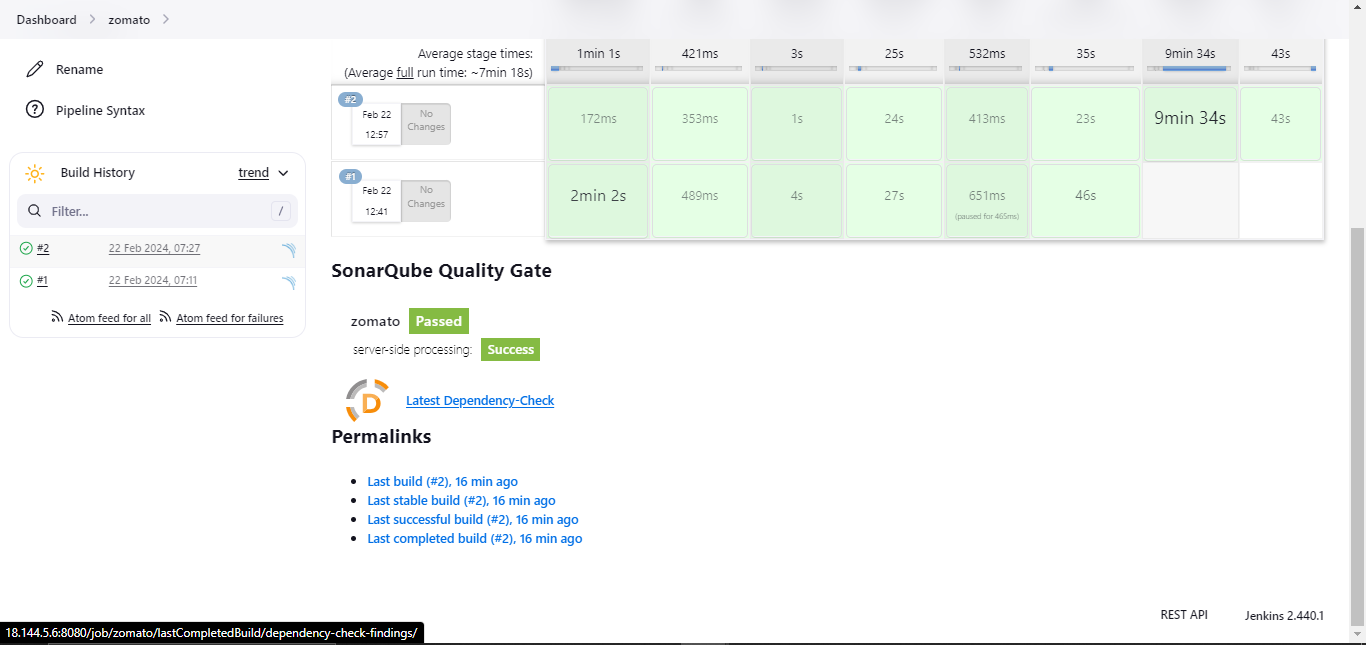 Dashboard > zomato >
Rename
Pipeline Syntax
Build History trend
Filter... /
#2 22 Feb 2024, 07:27
#1 22 Feb 2024, 07:11
Atom feed for all Atom feed for failures
Average stage times: 1min 1s 421ms 3s 25s 532ms 35s 9min 34s 43s
(Average full run time: ~7min 18s)
#2
Feb 22 12:57 No Changes 172ms 353ms 1s 24s 413ms 23s 9min 34s 43s
#1
Feb 22 12:41 No Changes 2min 2s 489ms 4s 27s 651ms 46s
(paused for 465ms)
SonarQube Quality Gate
zomato Passed
server-side processing: Success
D Latest Dependency-Check
Permalinks
Last build (#2), 16 min ago
Last stable build (#2), 16 min ago
Last successful build (#2), 16 min ago
Last completed build (#2), 16 min ago
REST API Jenkins 2.440.1
18.144.5.6:8080/job/zomato/lastCompletedBuild/dependency-check-findings/